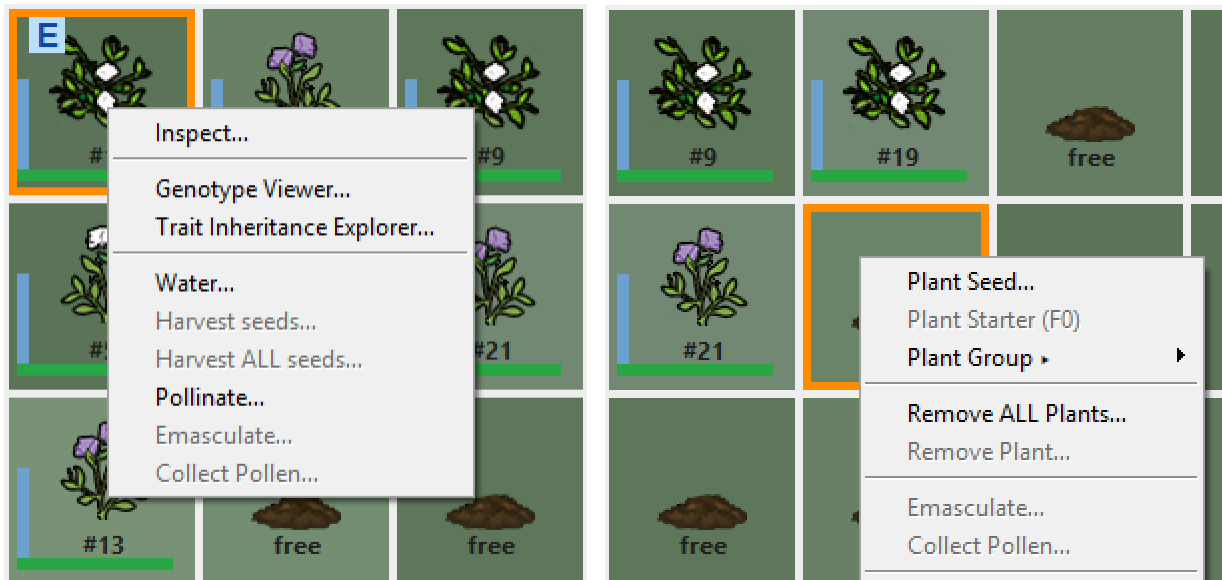 E
#9
Inspect...
Genotype Viewer...
Trait Inheritance Explorer...
Water...
Harvest seeds...
Harvest ALL seeds...
Pollinate...
Emasculate...
Collect Pollen...
#21
#13
free
free
#9
#19
free
#21
Plant Seed...
Plant Starter (F0)
Plant Group ▸
Remove ALL Plants...
Remove Plant...
Emasculate...
Collect Pollen...
free